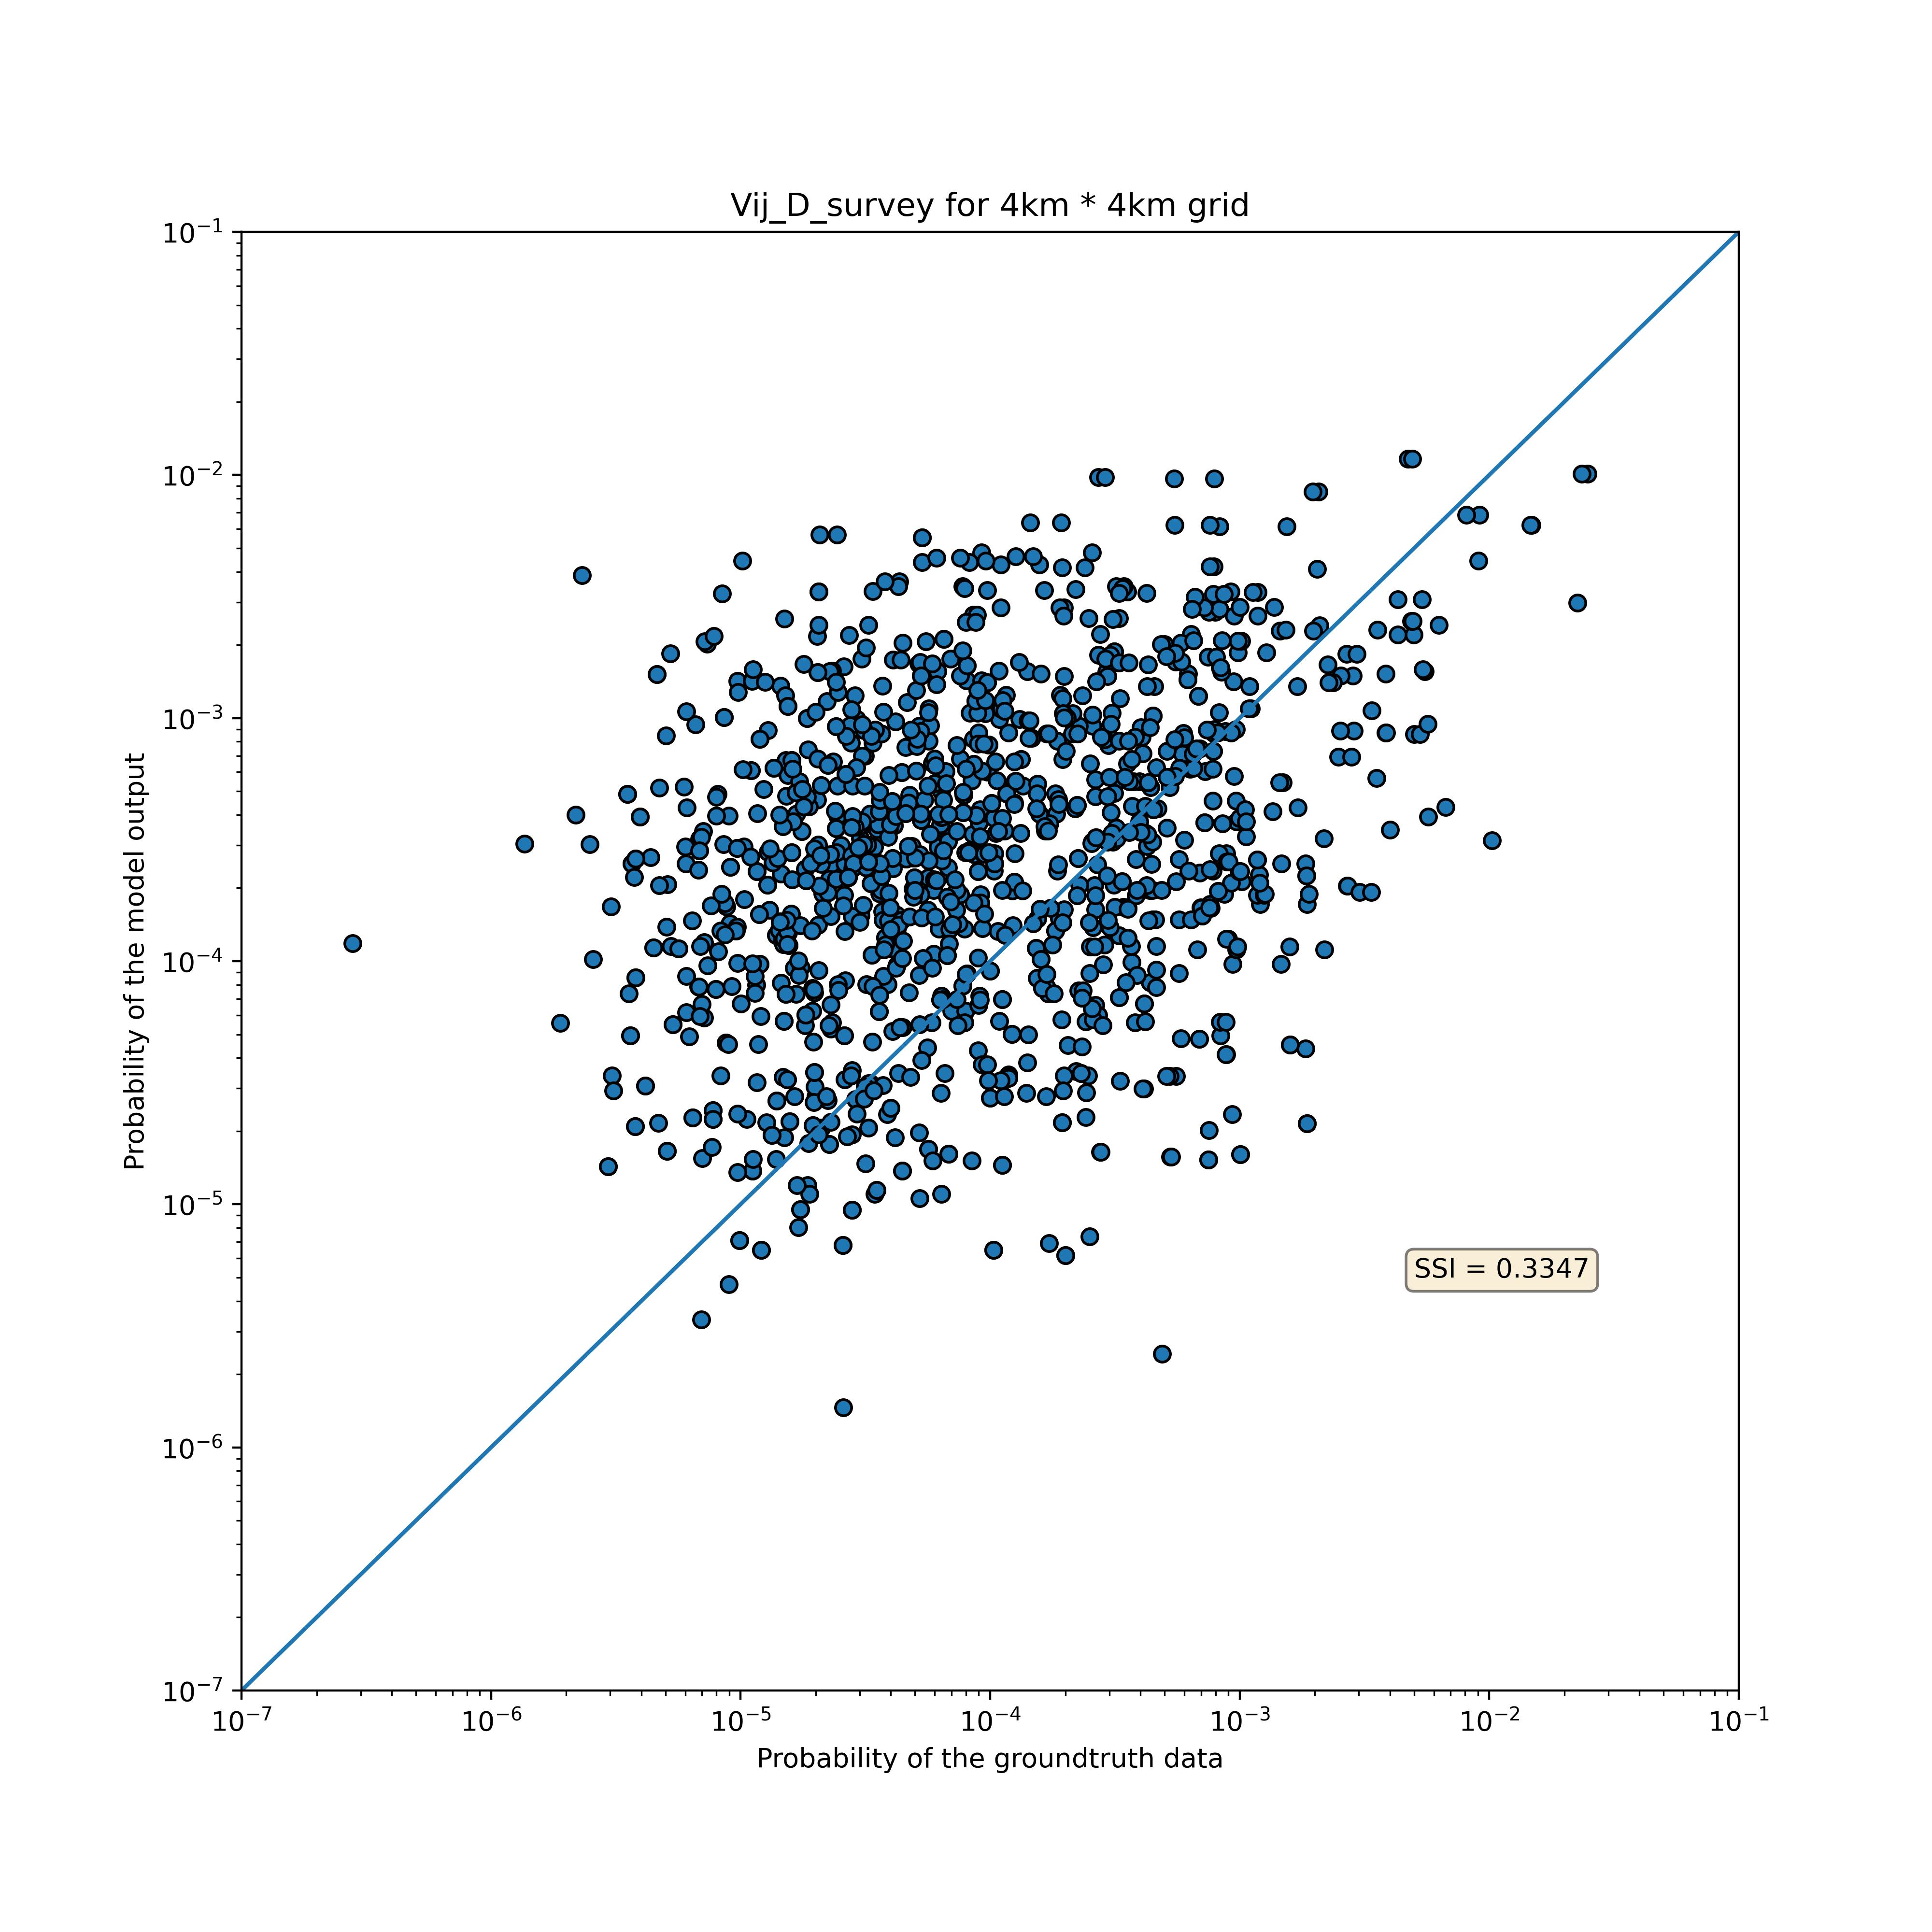 Vij_D_survey for 4km * 4km grid
10⁻¹
10⁻²
10⁻³
10⁻⁴
10⁻⁵
10⁻⁶
10⁻⁷
Probability of the model output
SSI = 0.3347
10⁻⁷ 10⁻⁶ 10⁻⁵ 10⁻⁴ 10⁻³ 10⁻² 10⁻¹
Probability of the groundtruth data